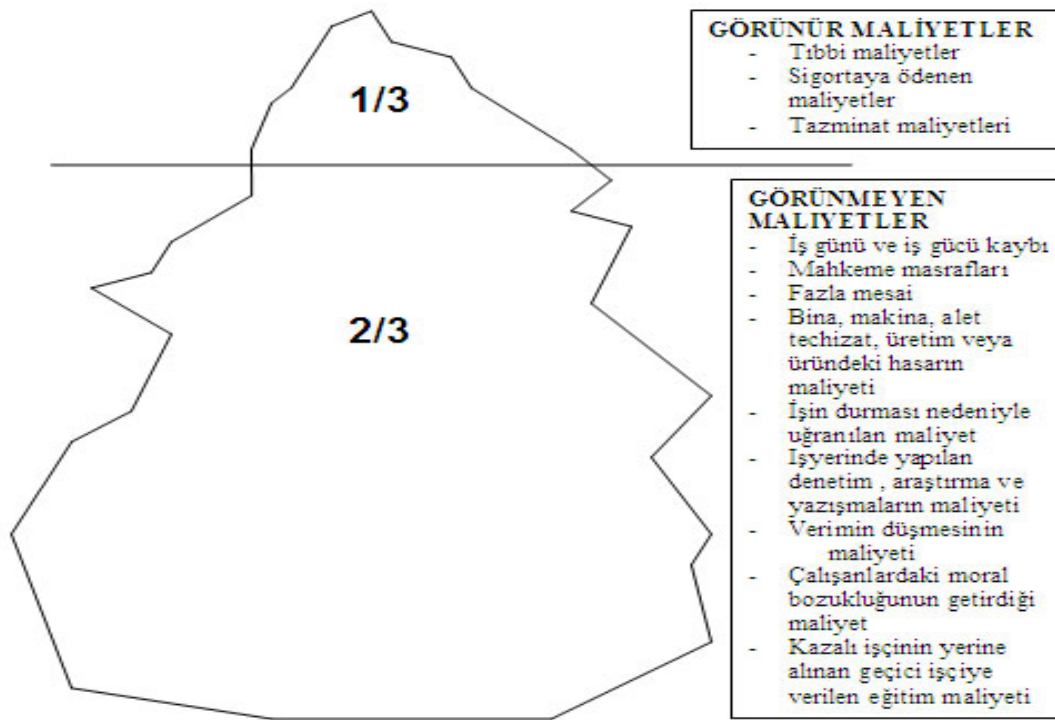 1/3
2/3
GÖRÜNÜR MALİYETLER
- Tıbbi maliyetler
- Sigortaya ödenen
maliyetler
- Tazminat maliyetleri
GÖRÜNMEYEN
MALIYETLER
- İş günü ve iş gücü kaybı
- Mahkeme masrafları
- Fazla mesai
- Bina, makina, alet
techizat, üretim veya
üründeki hasarın
maliyeti
- İşin durması nedeniyle
uğranılan maliyet
- Işyerinde yapılan
denetim , araştırma ve
yazışmaların maliyeti
- Verimin düşmesinin
maliyeti
- Çalışanlardaki moral
bozukluğunun getirdiği
maliyet
- Kazalı işçinin yerine
alınan geçici işçiye
verilen eğitim maliyeti